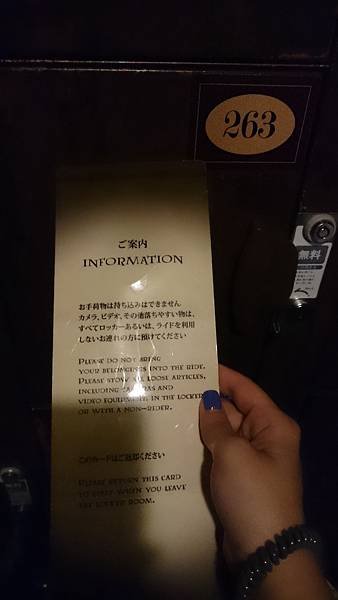 263
無料
ご案内
INFORMATION
お手荷物は持ち込みはできません
カメラ、ビデオ、その他落ちやすい物は、
すべてロッカーあるいは、ライドを利用
しないお連れの方に預けてください
PLEASE DO NOT BRING
YOUR BELONGINGS INTO THE RIDE.
PLEASE STOW ALL LOOSE ARTICLES,
INCLUDING CAMERAS AND
VIDEO EQUIPMENT, IN THE LOCKER
OR WITH A NON-RIDER.
このカードはご返却ください
PLEASE RETURN THIS CARD
TO STAFF WHEN YOU LEAVE
THE LOCKER ROOM.